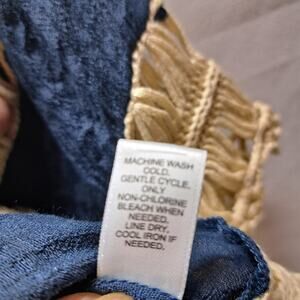 MACHINE WASH
COLD.
GENTLE CYCLE.
ONLY
NON-CHLORINE
BLEACH WHEN
NEEDED.
LINE DRY.
COOL IRON IF
NEEDED.